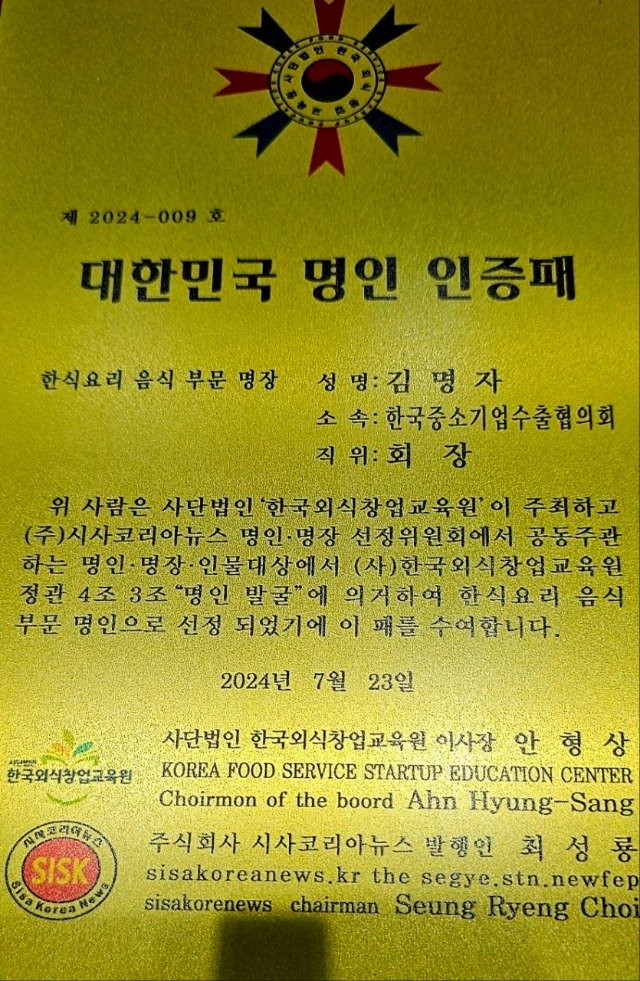 제 2024-009 호
대한민국 명인 인증패
한식요리 음식 부문 명장
성 명: 김 명 자
소 속: 한국중소기업수출협의회
직 위: 회 장
위 사람은 사단법인 '한국외식창업교육원'이 주최하고
(주)시사코리아뉴스 명인·명장 선정위원회에서 공동주관
하는 명인·명장·인물대상에서 (사)한국외식창업교육원
정관 4조 3조 "명인 발굴"에 의거하여 한식요리 음식
부문 명인으로 선정 되었기에 이 패를 수여합니다.
2024년 7월 23일
사단법인
한국외식창업교육원
사단법인 한국외식창업교육원 이사장 안 형 상
KOREA FOOD SERVICE STARTUP EDUCATION CENTER
Choirmon of the boord Ahn Hyung-Sang
시사코리아뉴스
SISK
Sisa Korea News
주식회사 시사코리아뉴스 발행인 최 성 룡
sisakoreanews.kr the segye.stn.newfep
sisakorenews chairman Seung Ryeng Choi